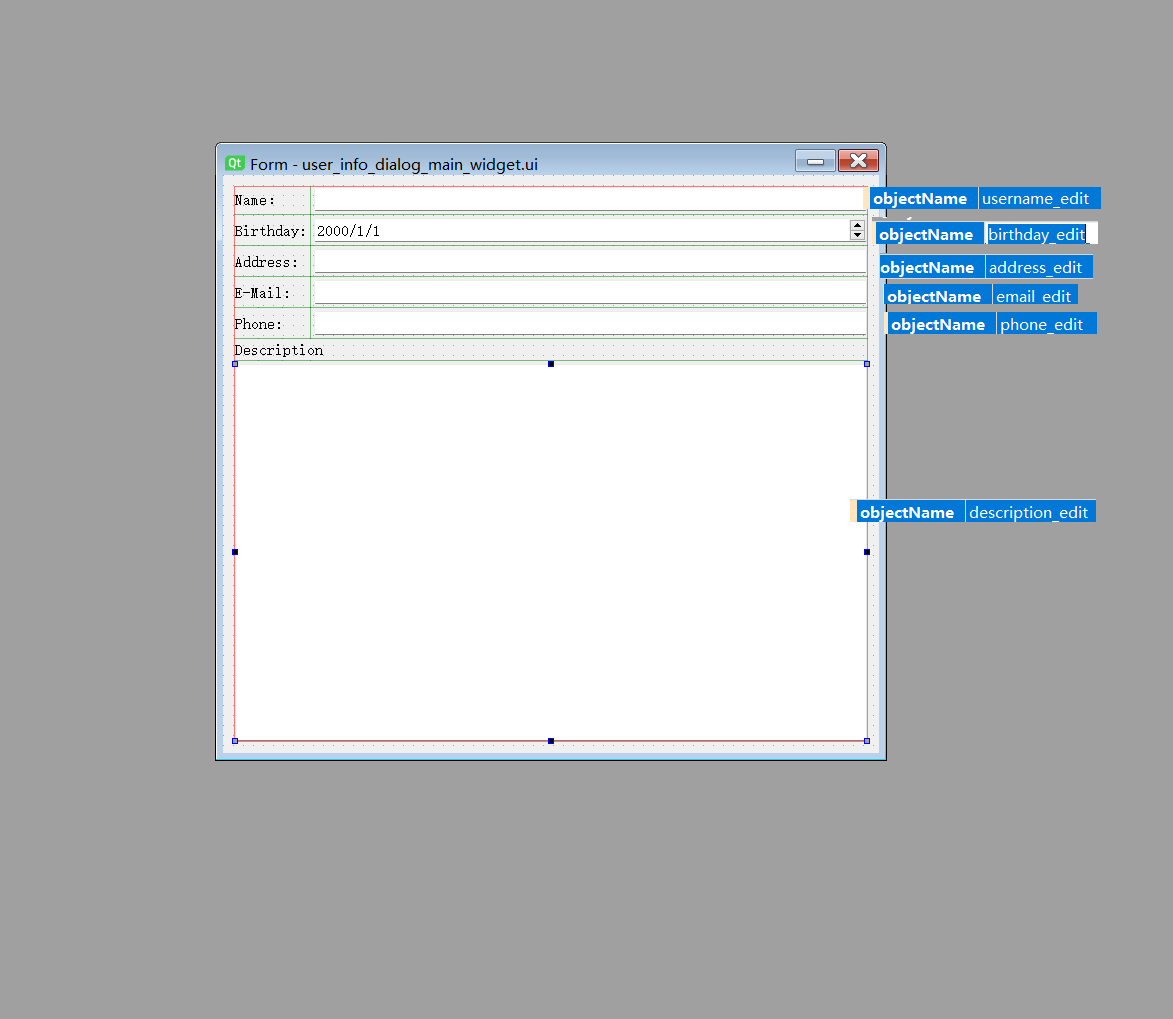 Qt Form - user_info_dialog_main_widget.ui
Name: objectName username_edit
Birthday: 2000/1/1 objectName birthday_edit
Address: objectName address_edit
E-Mail: objectName email_edit
Phone: objectName phone_edit
Description
objectName description_edit